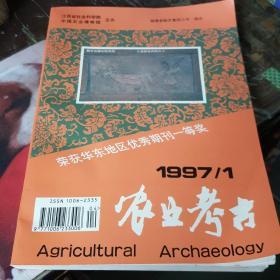 江西省社会科学院
中国农业博物馆
主办
荣获华东地区优秀期刊一等奖
1997/1
ISSN 1006-2335
农业考古
Agricultural Archaeology